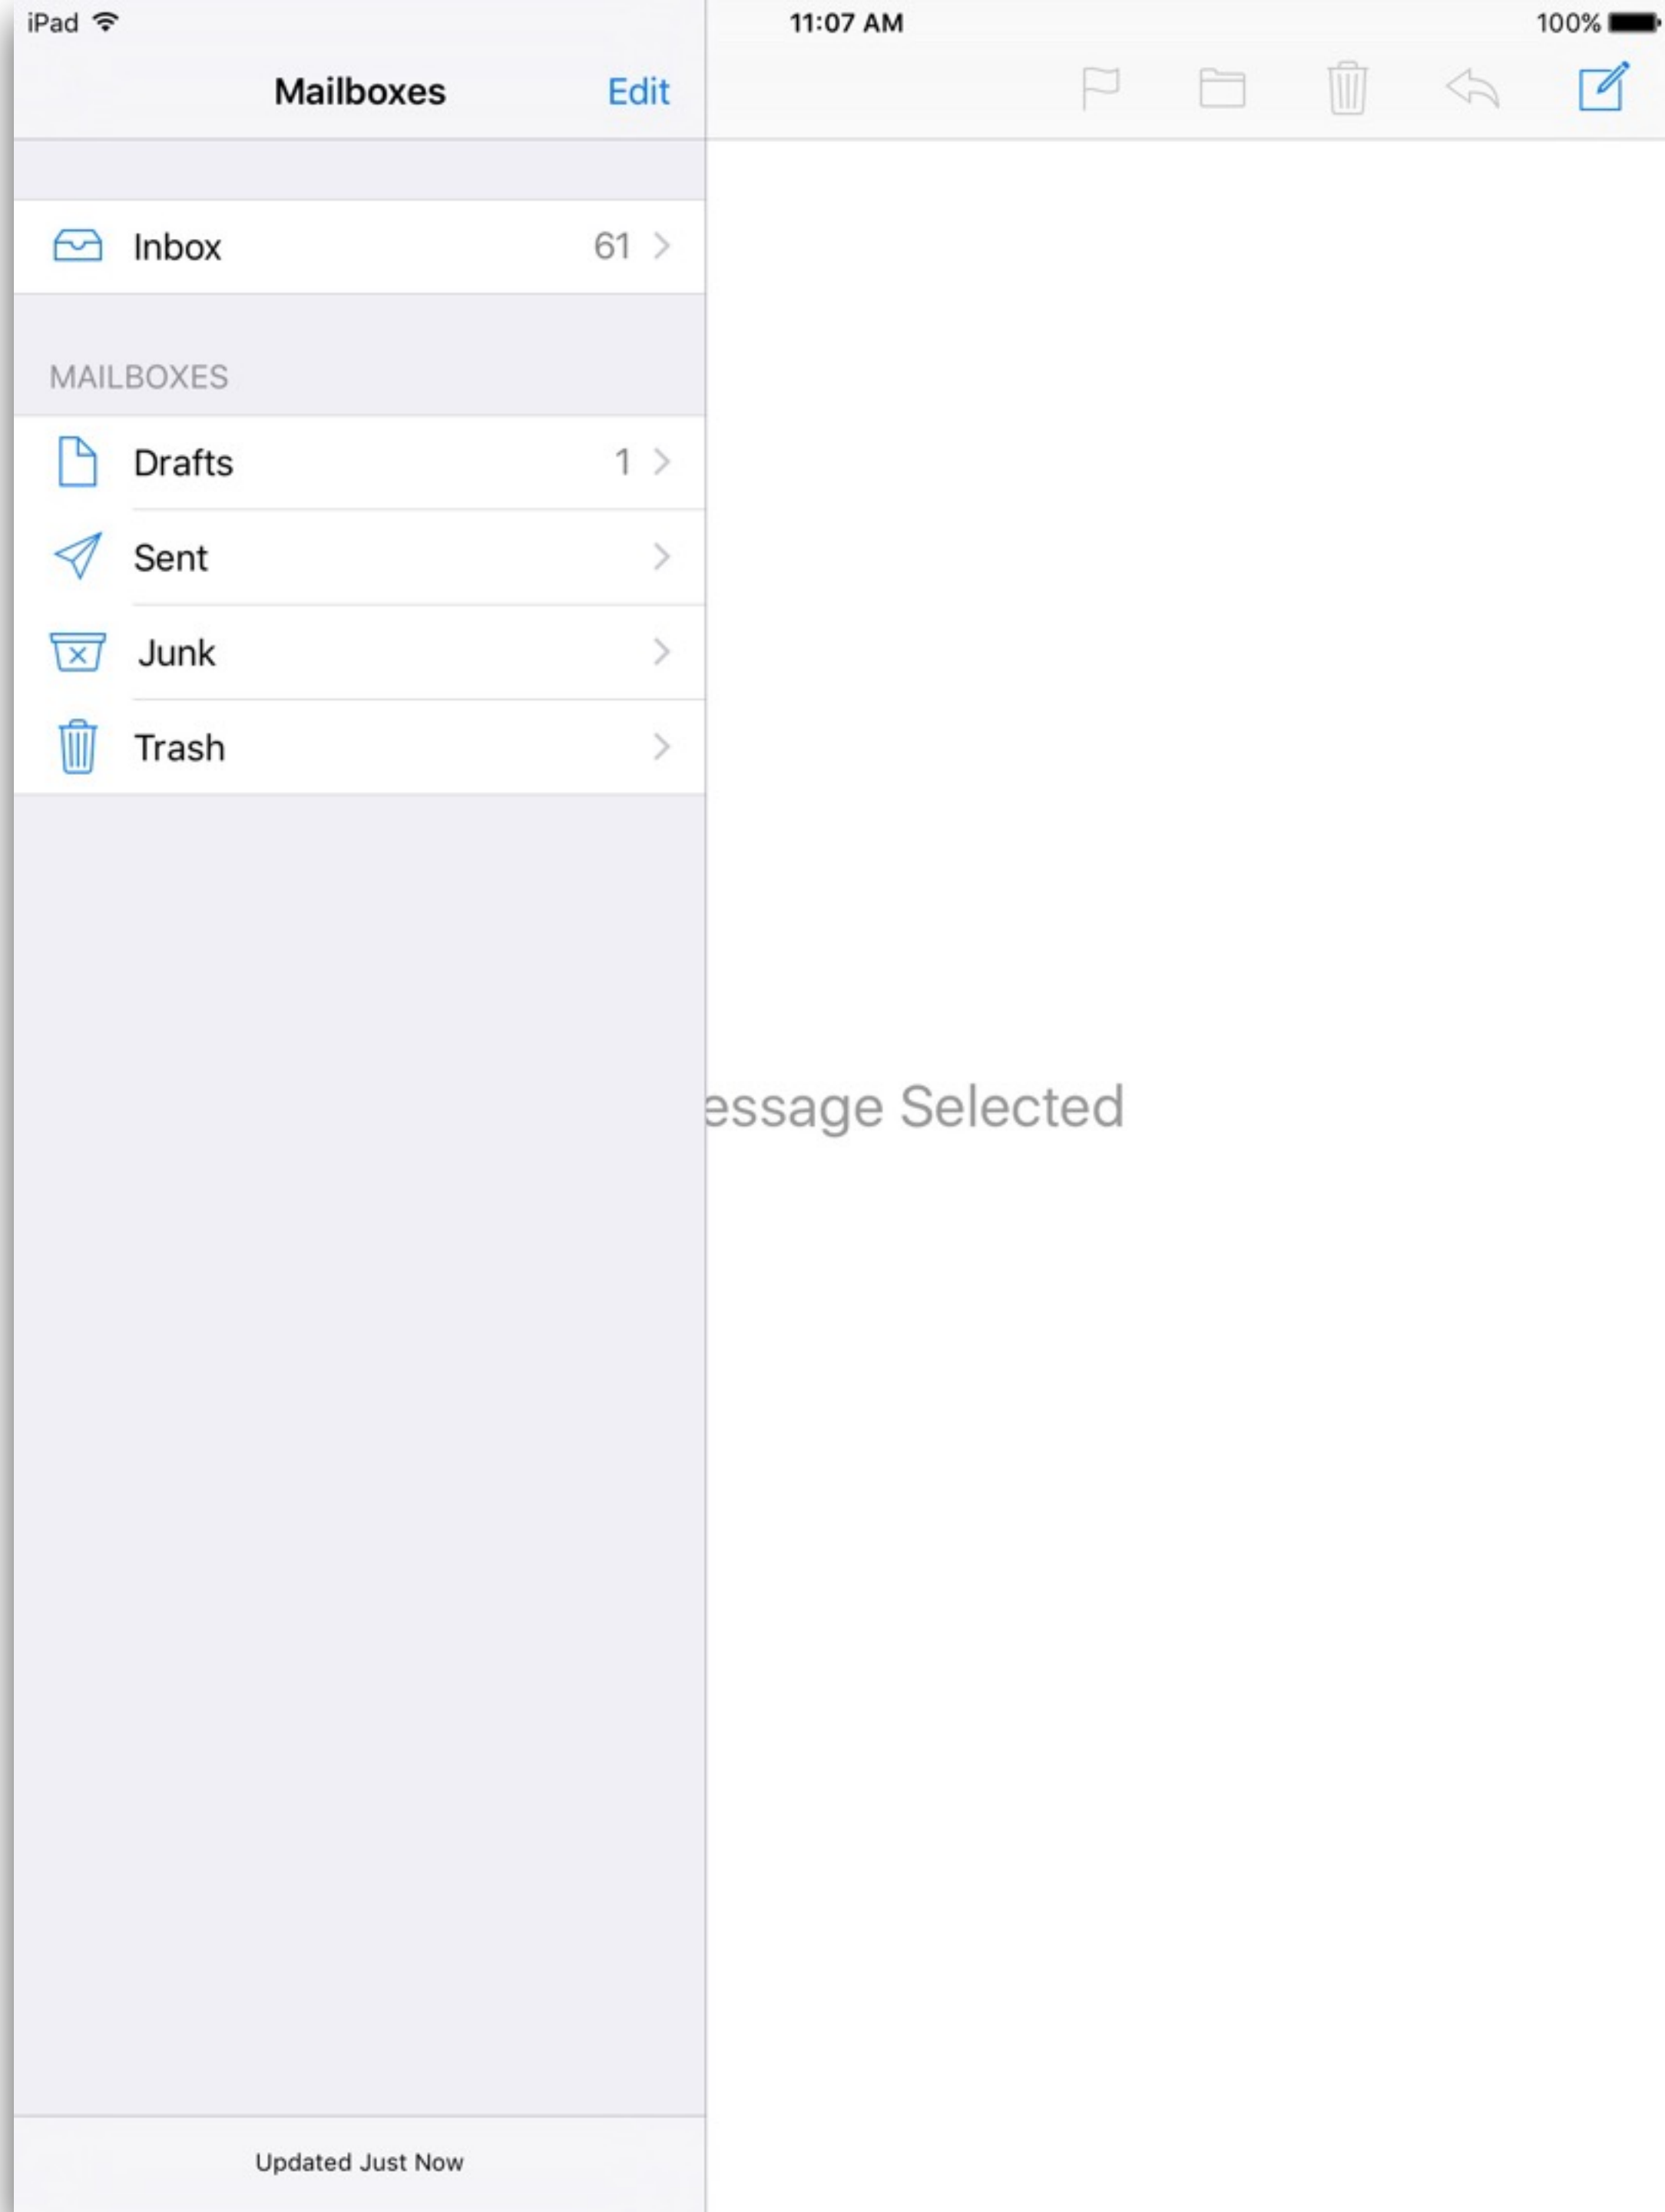 iPad 11:07 AM 100%
Mailboxes Edit
Inbox 61
MAILBOXES
Drafts 1
Sent
Junk
Trash
essage Selected
Updated Just Now